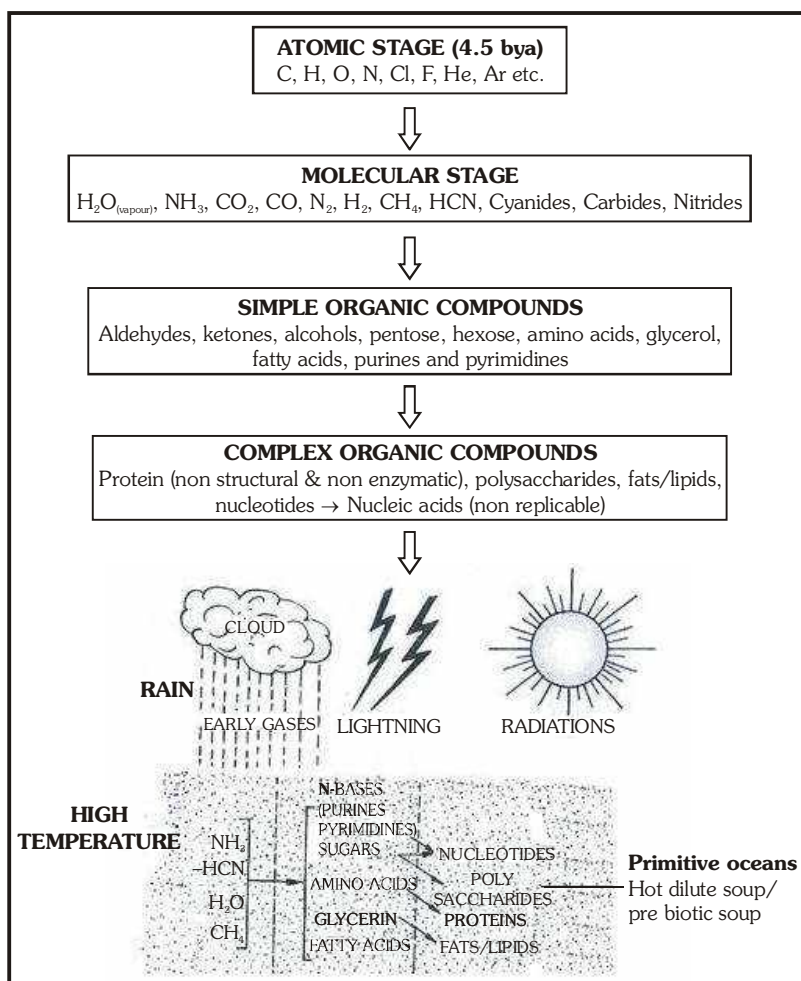 ATOMIC STAGE (4.5 bya)
C, H, O, N, Cl, F, He, Ar etc.
MOLECULAR STAGE
H₂O(vapour), NH₃, CO₂, CO, N₂, H₂, CH₄, HCN, Cyanides, Carbides, Nitrides
SIMPLE ORGANIC COMPOUNDS
Aldehydes, ketones, alcohols, pentose, hexose, amino acids, glycerol,
fatty acids, purines and pyrimidines
COMPLEX ORGANIC COMPOUNDS
Protein (non structural & non enzymatic), polysaccharides, fats/lipids,
nucleotides → Nucleic acids (non replicable)
CLOUD
RAIN
EARLY GASES
LIGHTNING
RADIATIONS
HIGH
TEMPERATURE
NH₃
–HCN
H₂O
CH₄
N-BASES
(PURINES
PYRIMIDINES)
SUGARS
AMINO ACIDS
GLYCERIN
FATTY ACIDS
NUCLEOTIDES
POLY
SACCHARIDES
PROTEINS
FATS/LIPIDS
Primitive oceans
Hot dilute soup/
pre biotic soup